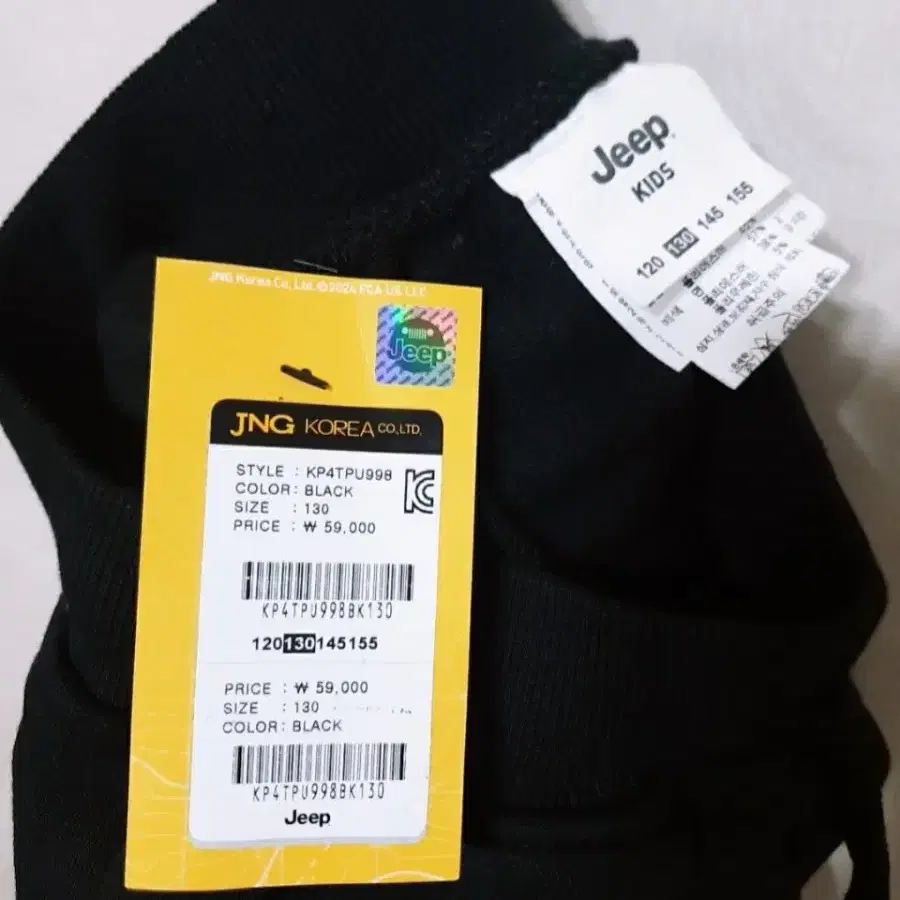 Jeep
KIDS
120 130 145 155
JNG Korea Co., Ltd. ©2024 FCA US LLC
Jeep
JNG KOREA CO.,LTD.
STYLE : KP4TPU998
COLOR : BLACK
SIZE : 130
PRICE : ₩ 59,000
KP4TPU998BK130
120 130 145 155
PRICE : ₩ 59,000
SIZE : 130
COLOR : BLACK
KP4TPU998BK130
Jeep